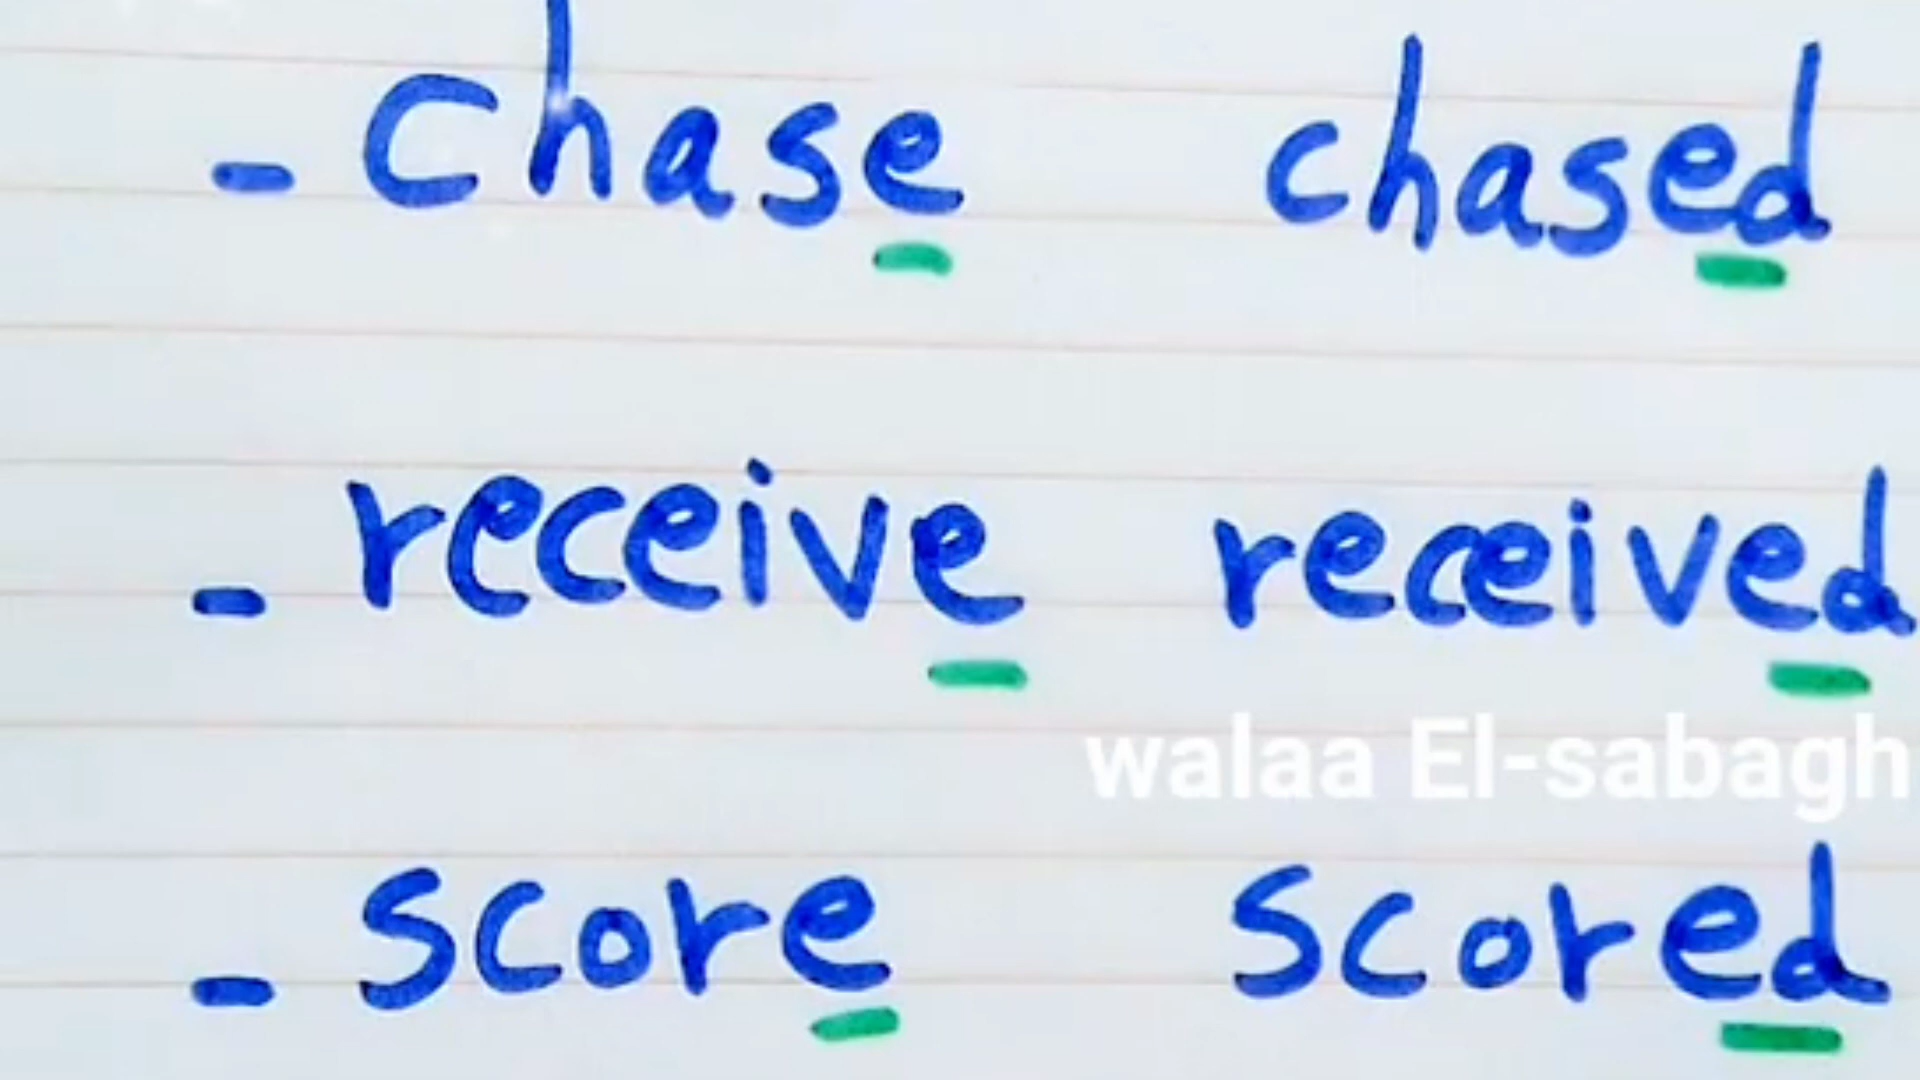 - chase chased
- receive received
walaa El-sabagh
- score scored